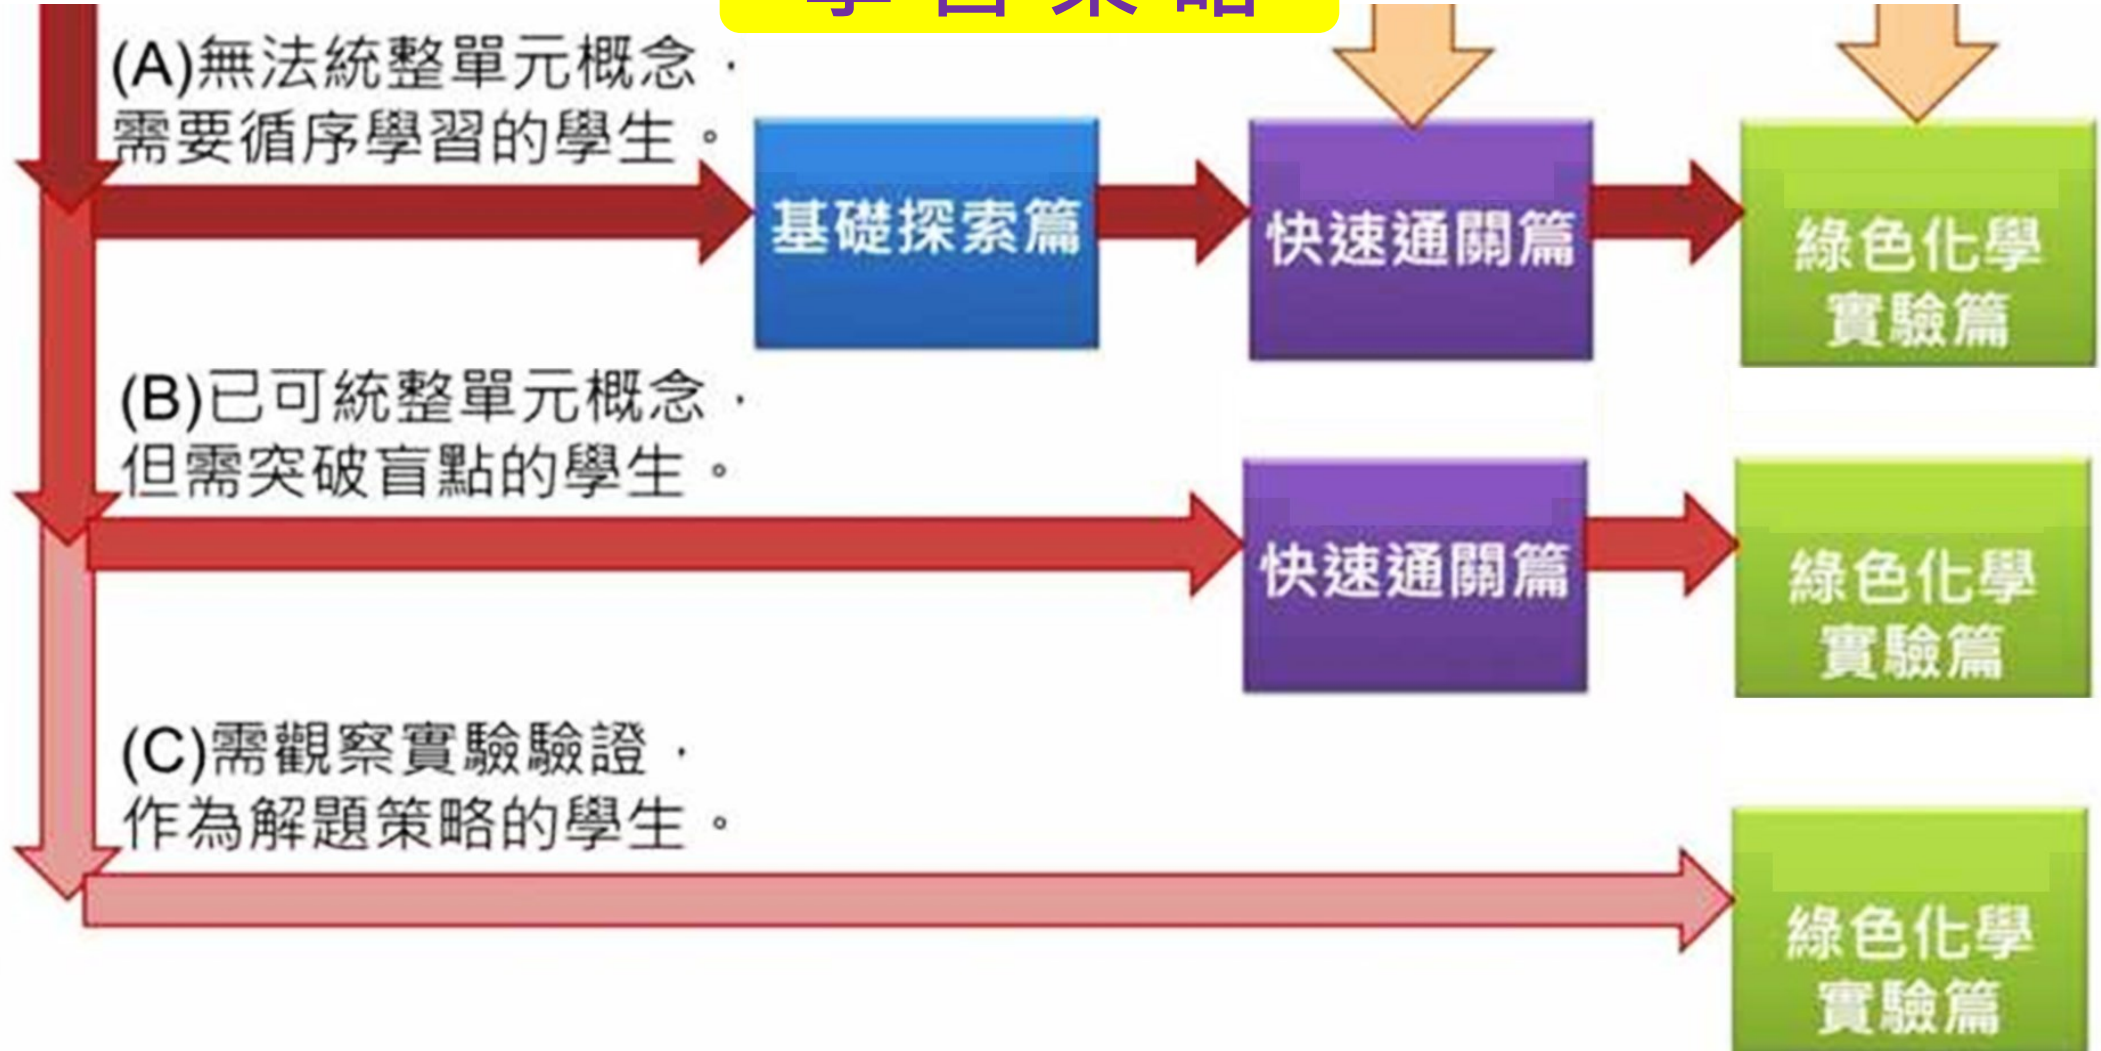 (A)無法統整單元概念，
需要循序學習的學生。
基礎探索篇
快速通關篇
綠色化學
實驗篇
(B)已可統整單元概念，
但需突破盲點的學生。
快速通關篇
綠色化學
實驗篇
(C)需觀察實驗驗證，
作為解題策略的學生。
綠色化學
實驗篇